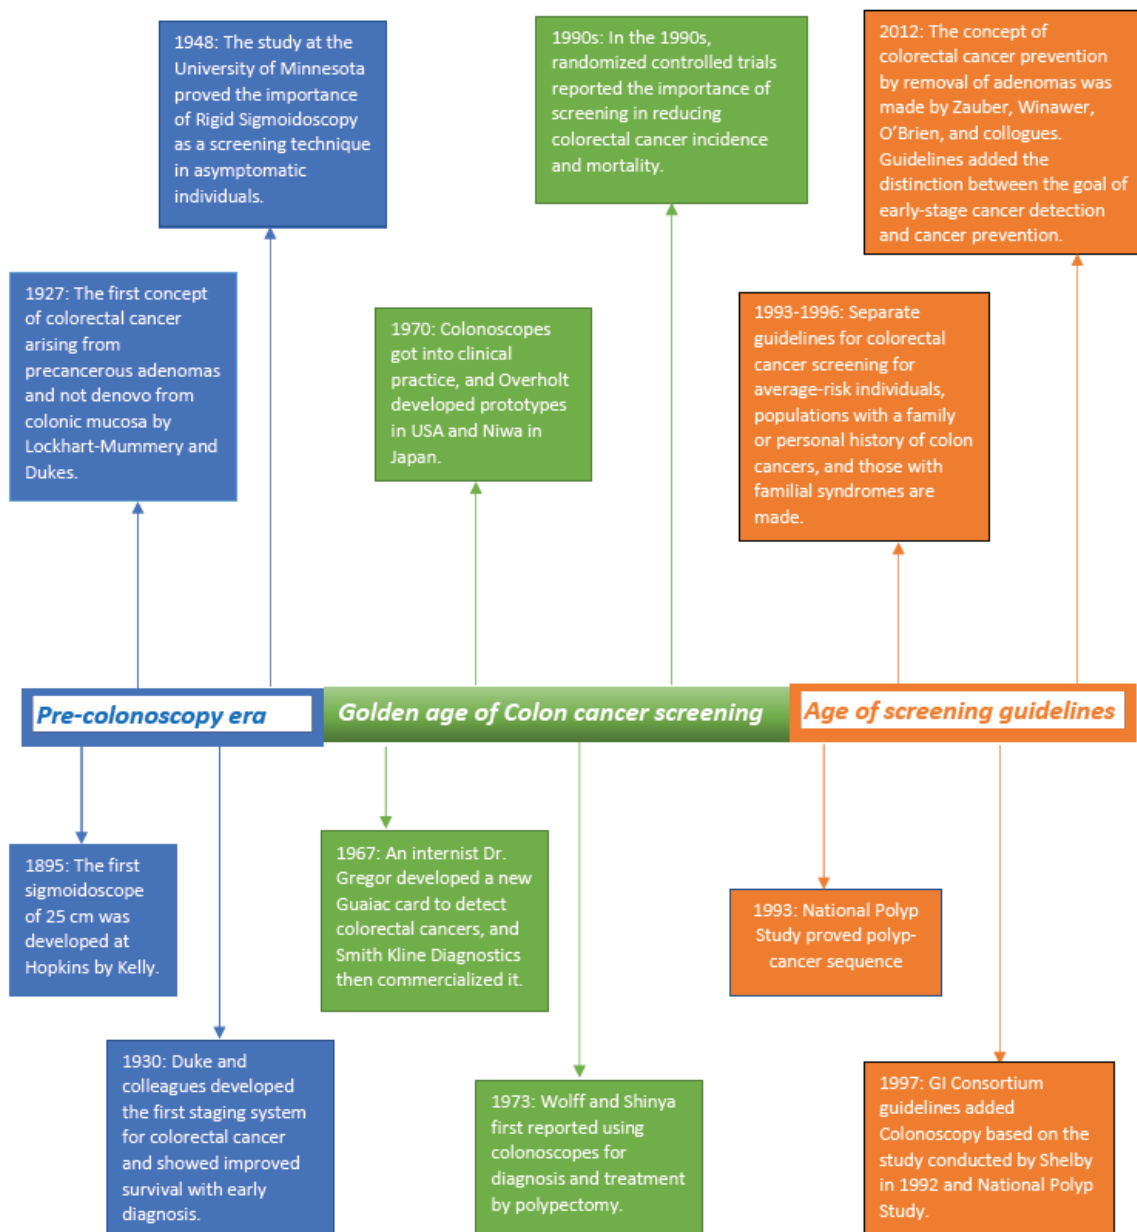 1948: The study at the
University of Minnesota
proved the importance
of Rigid Sigmoidoscopy
as a screening technique
in asymptomatic
individuals.
1990s: In the 1990s,
randomized controlled trials
reported the importance of
screening in reducing
colorectal cancer incidence
and mortality.
2012: The concept of
colorectal cancer prevention
by removal of adenomas was
made by Zauber, Winawer,
O’Brien, and collogues.
Guidelines added the
distinction between the goal of
early-stage cancer detection
and cancer prevention.
1927: The first concept
of colorectal cancer
arising from
precancerous adenomas
and not denovo from
colonic mucosa by
Lockhart-Mummery and
Dukes.
1970: Colonoscopes
got into clinical
practice, and Overholt
developed prototypes
in USA and Niwa in
Japan.
1993-1996: Separate
guidelines for colorectal
cancer screening for
average-risk individuals,
populations with a family
or personal history of colon
cancers, and those with
familial syndromes are
made.
Pre-colonoscopy era
Golden age of Colon cancer screening
Age of screening guidelines
1895: The first
sigmoidoscope
of 25 cm was
developed at
Hopkins by Kelly.
1967: An internist Dr.
Gregor developed a new
Guaiac card to detect
colorectal cancers, and
Smith Kline Diagnostics
then commercialized it.
1993: National Polyp
Study proved polyp-
cancer sequence
1930: Duke and
colleagues developed
the first staging system
for colorectal cancer
and showed improved
survival with early
diagnosis.
1973: Wolff and Shinya
first reported using
colonoscopes for
diagnosis and treatment
by polypectomy.
1997: GI Consortium
guidelines added
Colonoscopy based on the
study conducted by Shelby
in 1992 and National Polyp
Study.